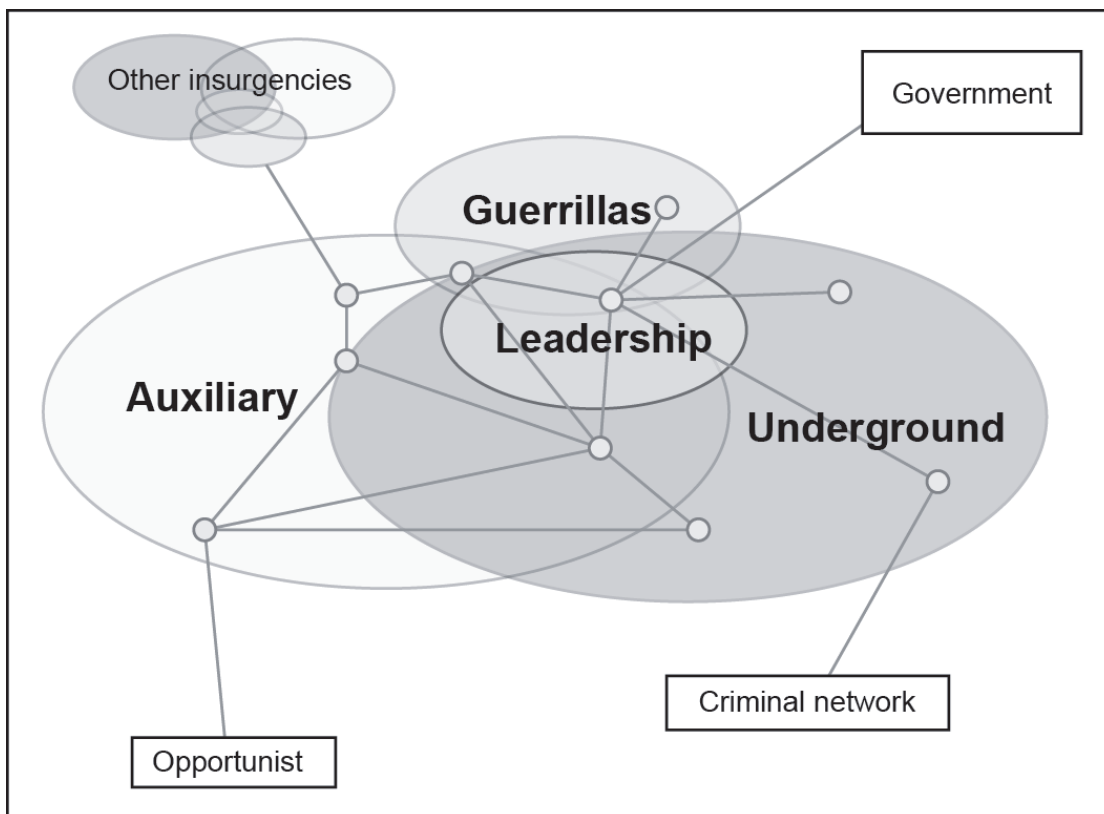 Other insurgencies
Government
Guerrillas
Leadership
Auxiliary
Underground
Criminal network
Opportunist